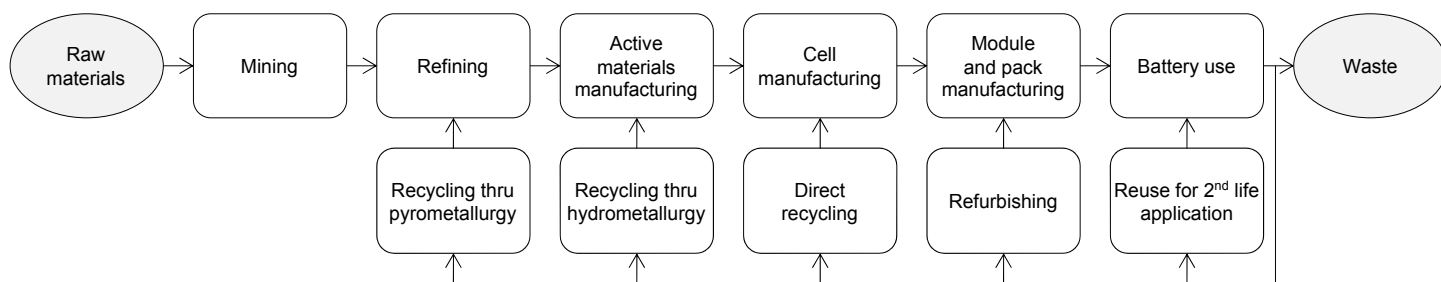 Raw
materials
Mining
Refining
Active
materials
manufacturing
Cell
manufacturing
Module
and pack
manufacturing
Battery use
Waste
Recycling thru
pyrometallurgy
Recycling thru
hydrometallurgy
Direct
recycling
Refurbishing
Reuse for 2nd life
application